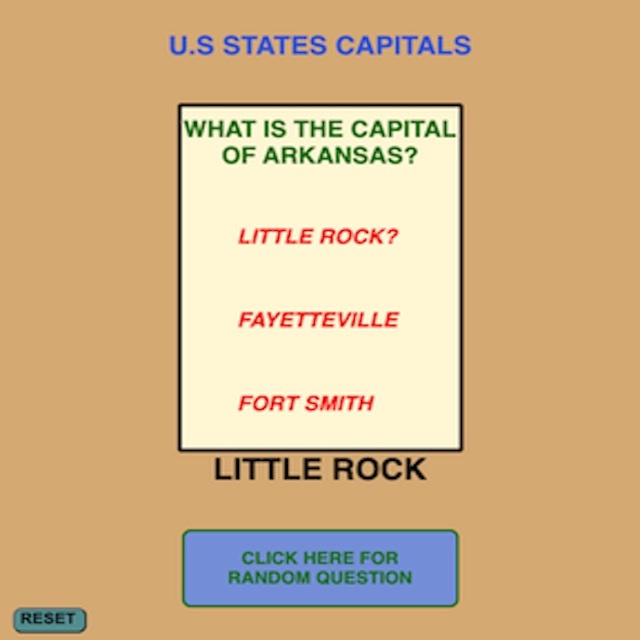 U.S STATES CAPITALS
WHAT IS THE CAPITAL
OF ARKANSAS?
LITTLE ROCK?
FAYETTEVILLE
FORT SMITH
LITTLE ROCK
CLICK HERE FOR
RANDOM QUESTION
RESET